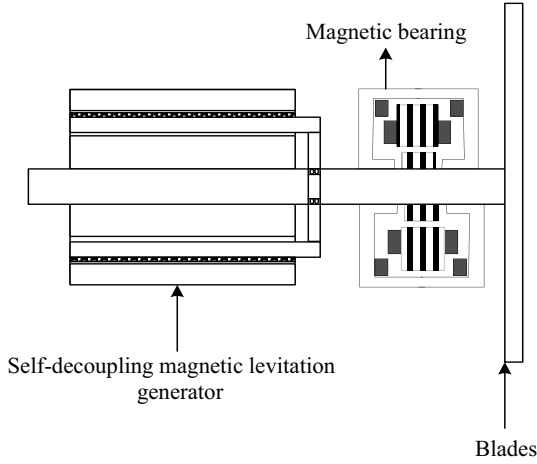 Magnetic bearing
Self-decoupling magnetic levitation
generator
Blades